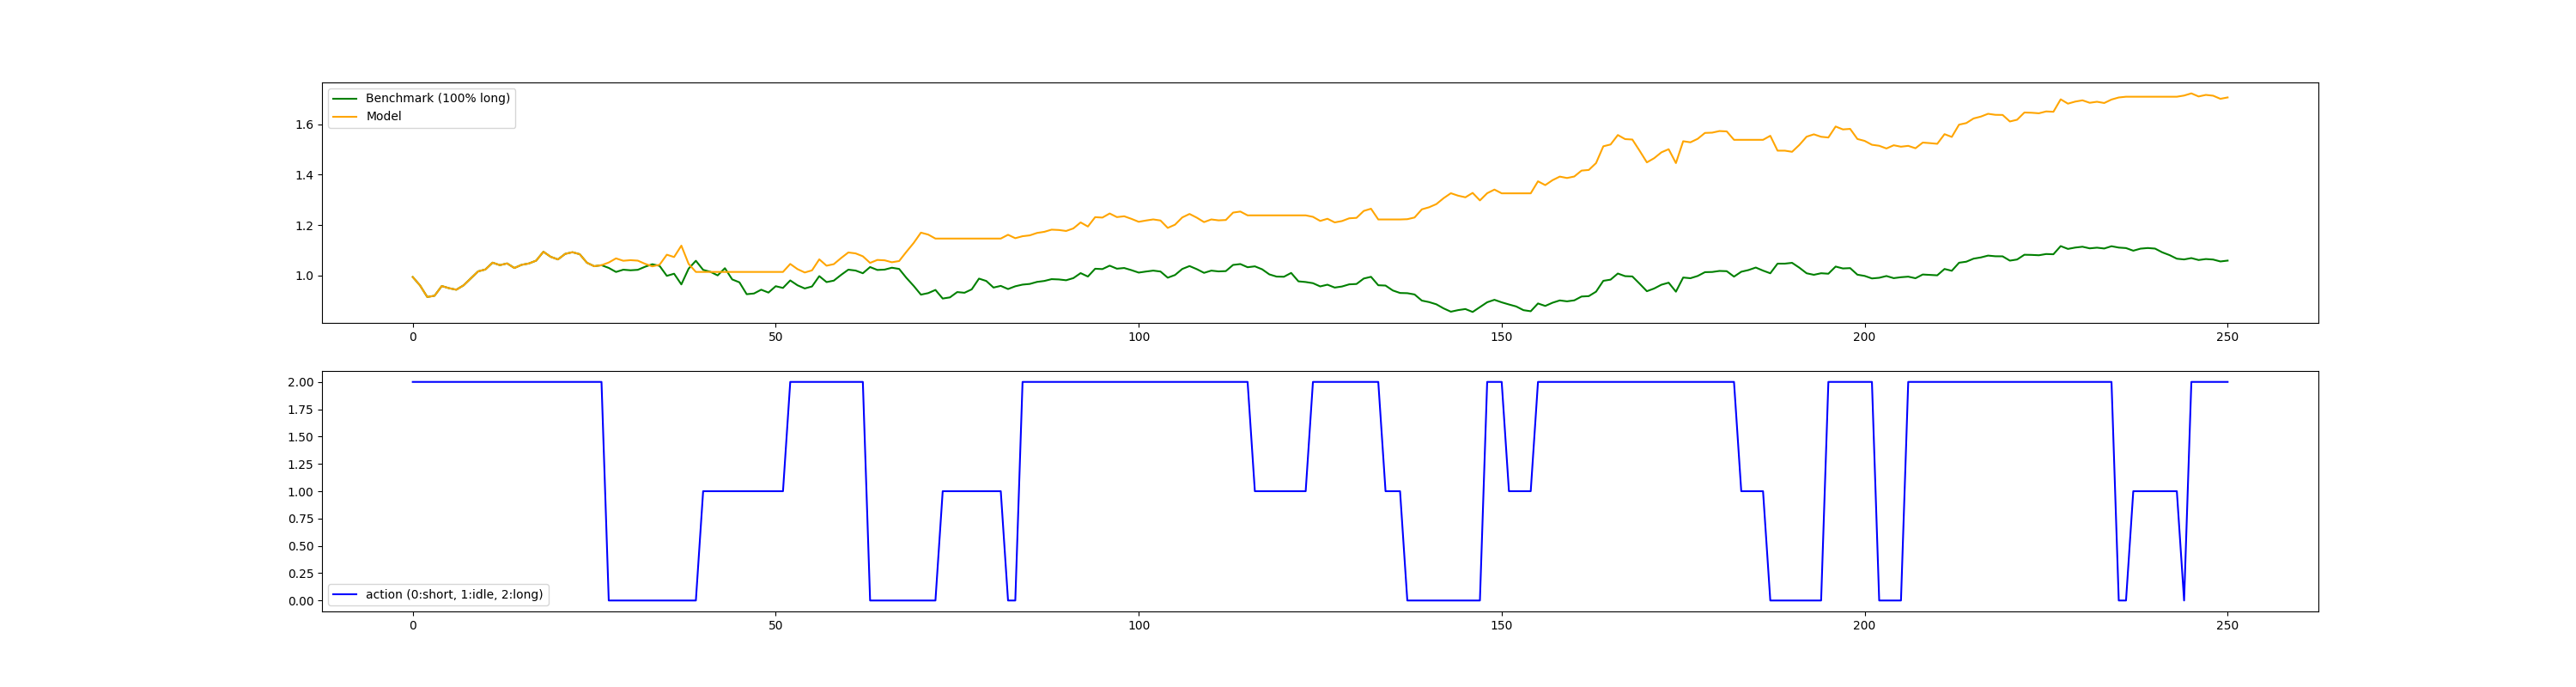 Benchmark (100% long)
Model
1.6
1.4
1.2
1.0
0 50 100 150 200 250
2.00
1.75
1.50
1.25
1.00
0.75
0.50
0.25
0.00
action (0:short, 1:idle, 2:long)
0 50 100 150 200 250